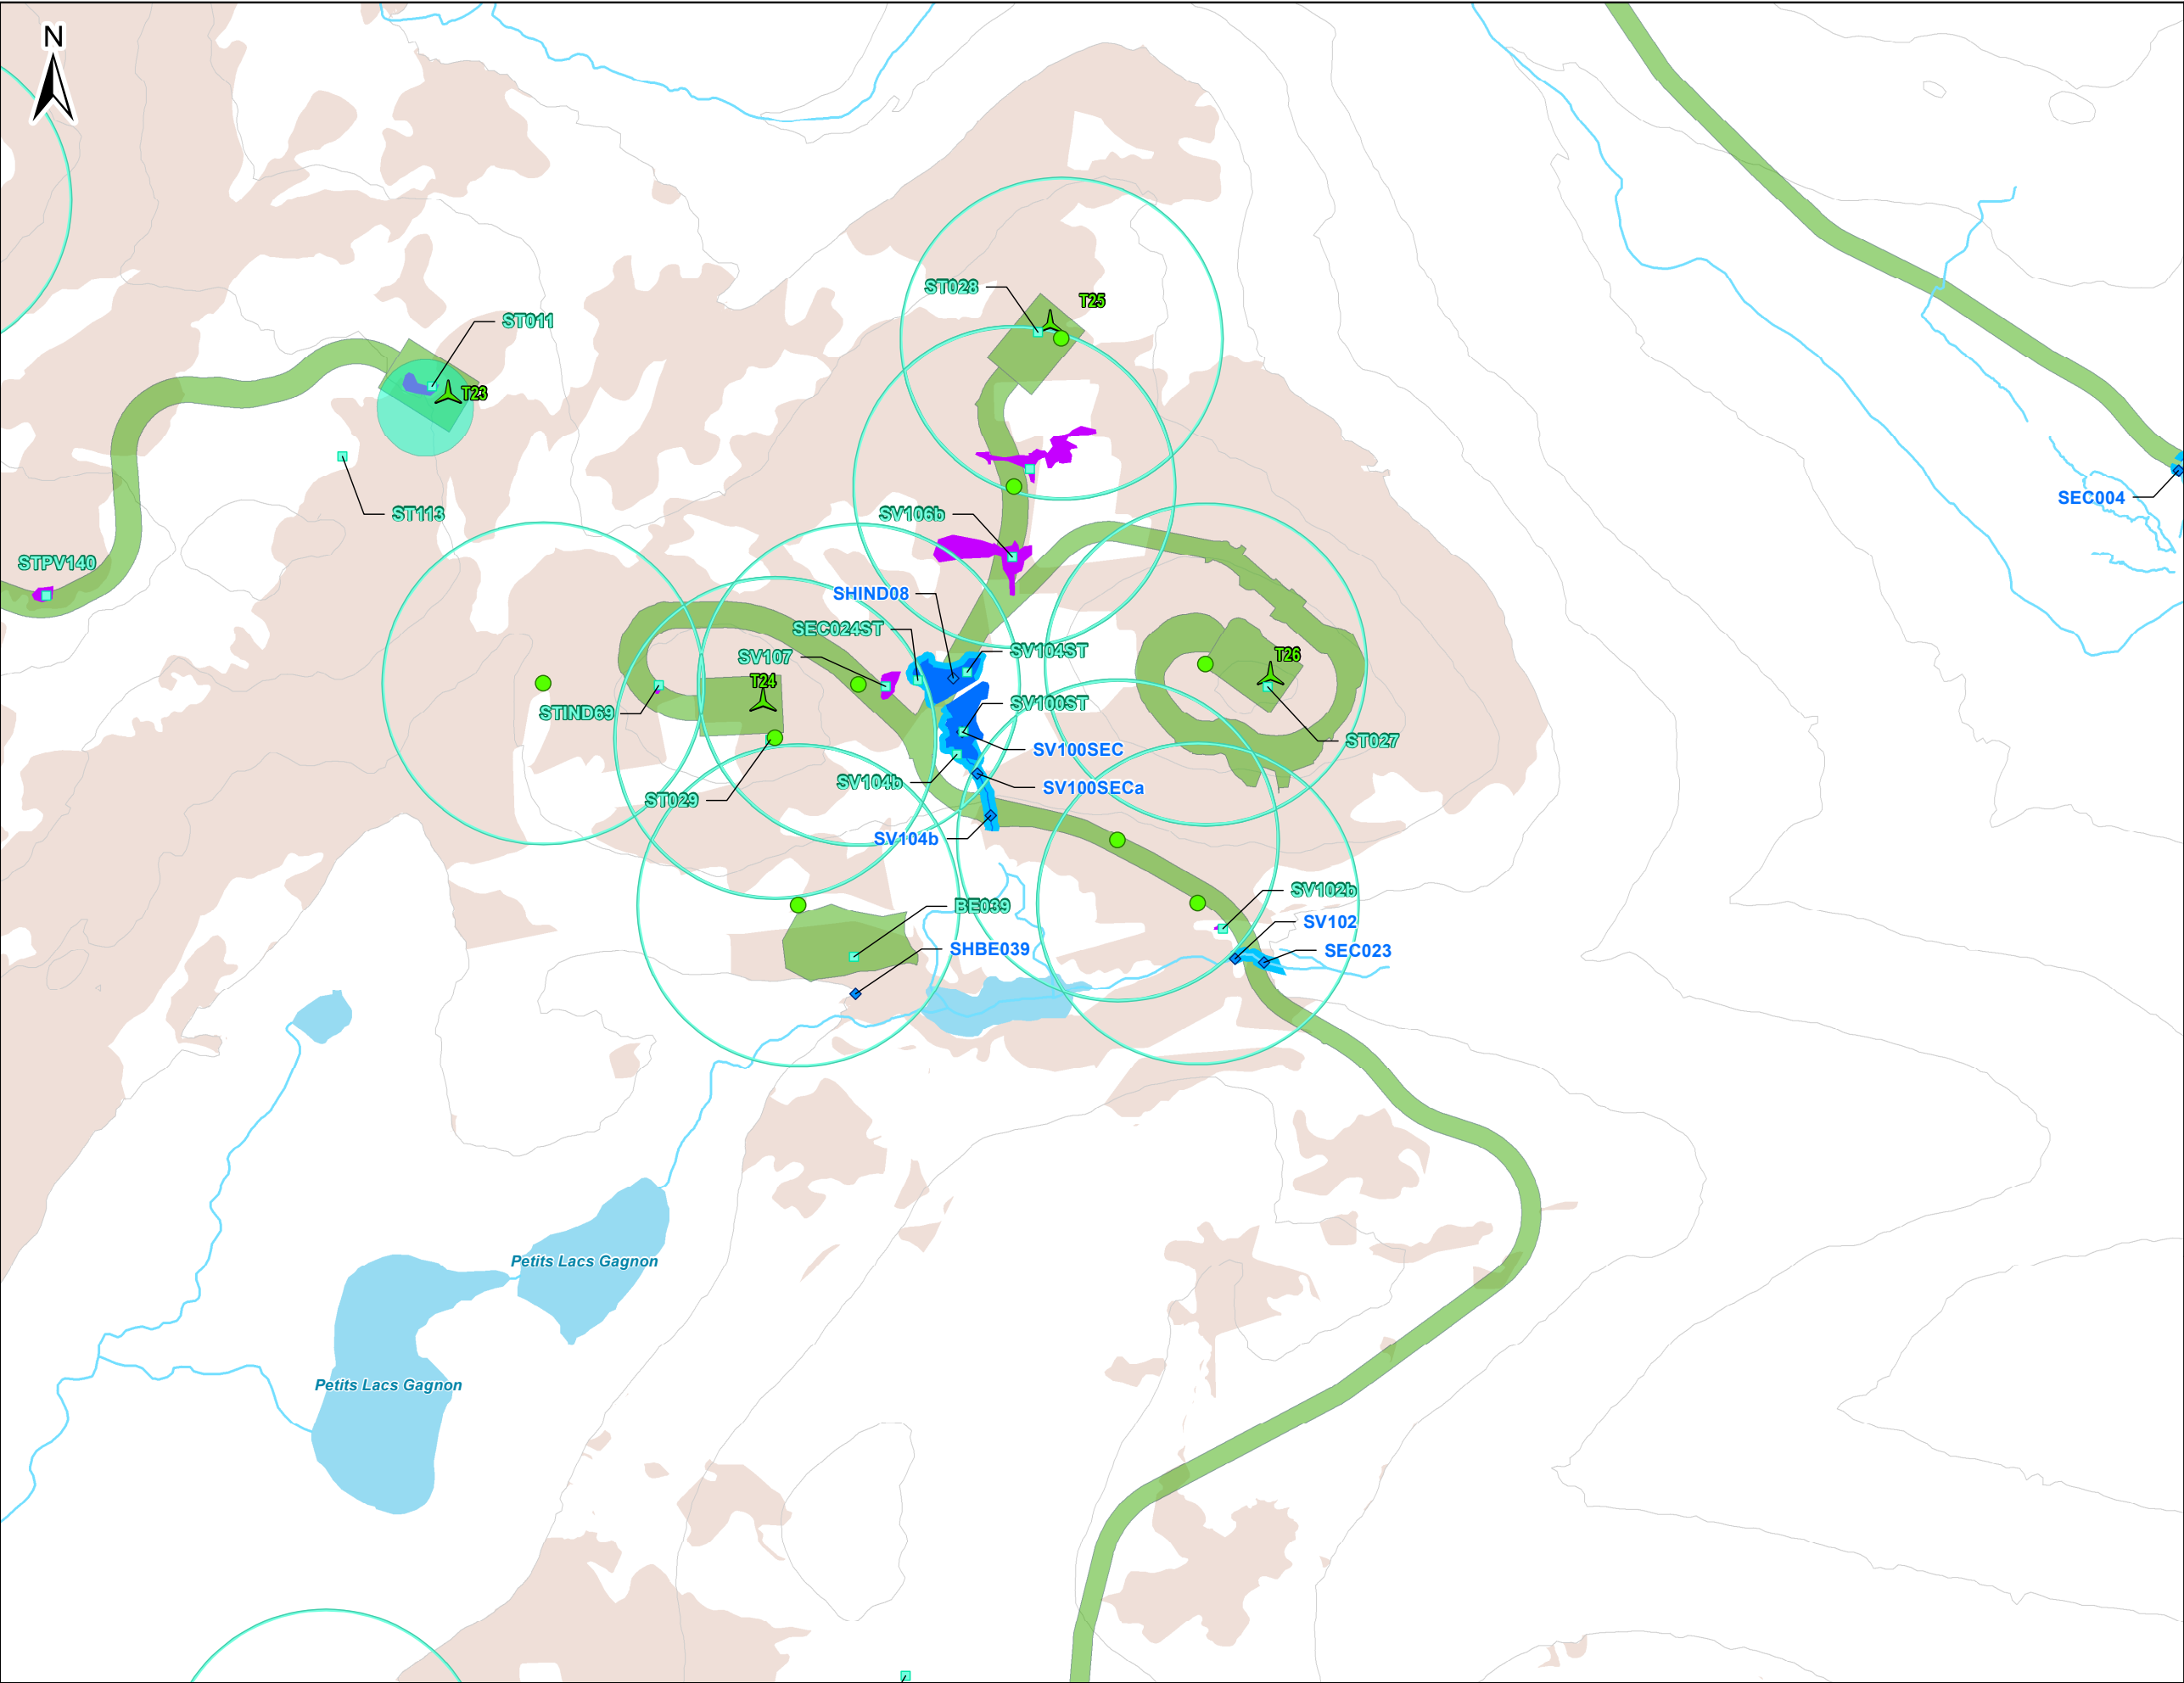 N
ST028
T25
ST011
T23
SEC004
ST113
SV106b
STPV140
SHIND08
SEC024ST
SV104ST
SV107
T26
T24
SV100ST
STIND69
ST027
SV100SEC
SV104b
SV100SECa
ST029
SV104b
SV102b
BE039
SV102
SHBE039
SEC023
Petits Lacs Gagnon
Petits Lacs Gagnon